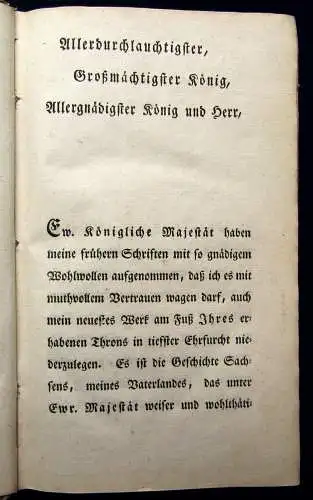 Allerdurchlauchtigster,
Großmächtigster König,
Allergnädigster König und Herr,
Ew. Königliche Majestät haben
meine frühern Schriften mit so gnädigem
Wohlwollen aufgenommen, daß ich es mit
muthvollem Vertrauen wagen darf, auch
mein neuestes Werk am Fuß Ihres er-
habenen Throns in tiefster Ehrfurcht nie-
derzulegen. Es ist die Geschichte Sach-
sens, meines Vaterlandes, das unter
Ewr. Majestät weiser und wohlthäti-